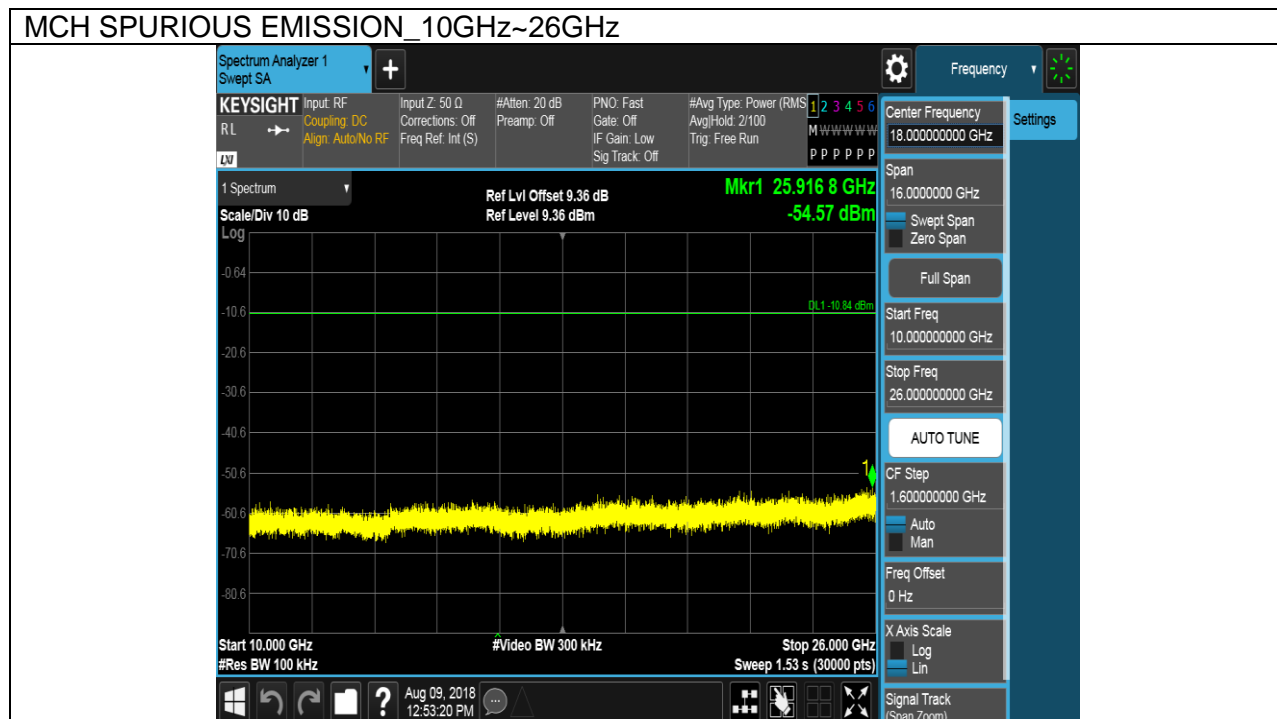 MCH SPURIOUS EMISSION_10GHz~26GHz
Spectrum Analyzer 1
Swept SA
+
Frequency
KEYSIGHT
RL
LXI
Input: RF
Coupling: DC
Align: Auto/No RF
Input Z: 50 Ω
Corrections: Off
Freq Ref: Int (S)
#Atten: 20 dB
Preamp: Off
PNO: Fast
Gate: Off
IF Gain: Low
Sig Track: Off
#Avg Type: Power (RMS
Avg|Hold: 2/100
Trig: Free Run
1 2 3 4 5 6
M W W W W W
P P P P P P
Center Frequency
18.000000000 GHz
Settings
1 Spectrum
Scale/Div 10 dB
Ref Lvl Offset 9.36 dB
Ref Level 9.36 dBm
Mkr1 25.916 8 GHz
-54.57 dBm
Log
-0.64
-10.6
-20.6
-30.6
-40.6
-50.6
-60.6
-70.6
-80.6
DL1 -10.84 dBm
1
Start 10.000 GHz
#Res BW 100 kHz
#Video BW 300 kHz
Stop 26.000 GHz
Sweep 1.53 s (30000 pts)
Span
16.0000000 GHz
Swept Span
Zero Span
Full Span
Start Freq
10.000000000 GHz
Stop Freq
26.000000000 GHz
AUTO TUNE
CF Step
1.600000000 GHz
Auto
Man
Freq Offset
0 Hz
X Axis Scale
Log
Lin
Signal Track
(Span Zoom)
?
Aug 09, 2018
12:53:20 PM